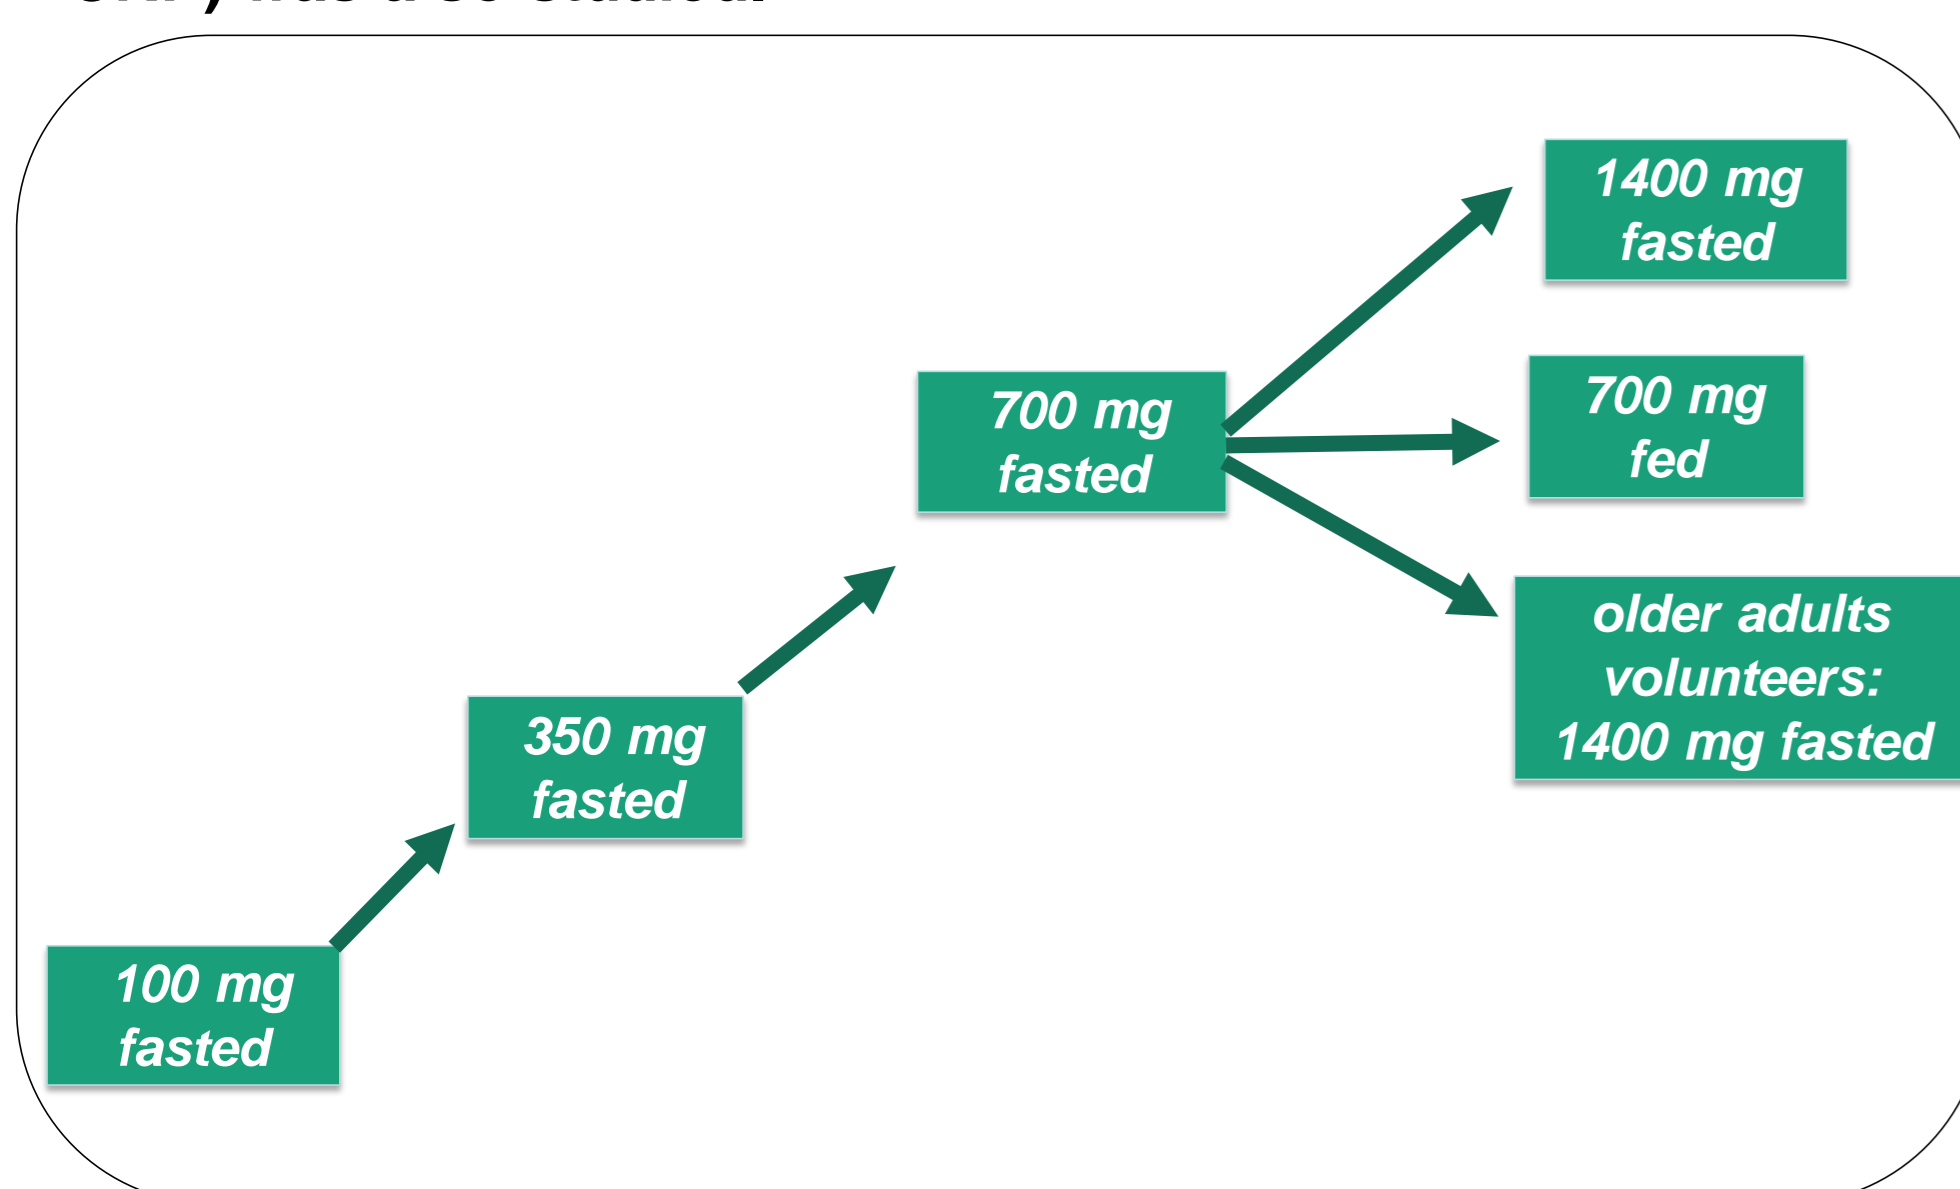 1400 mg
fasted
700 mg
fed
700 mg
fasted
older adults
volunteers:
1400 mg fasted
350 mg
fasted
100 mg
fasted